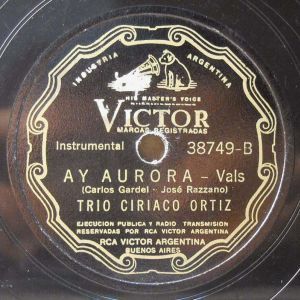 INDUSTRIA ARGENTINA
"HIS MASTER'S VOICE"
VICTOR
MARCAS REGISTRADAS
Instrumental 38749-B
AY AURORA - Vals
(Carlos Gardel - José Razzano)
TRIO CIRIACO ORTIZ
EJECUCION PUBLICA Y RADIO TRANSMISION
RESERVADAS POR RCA VICTOR ARGENTINA
RCA VICTOR ARGENTINA
BUENOS AIRES